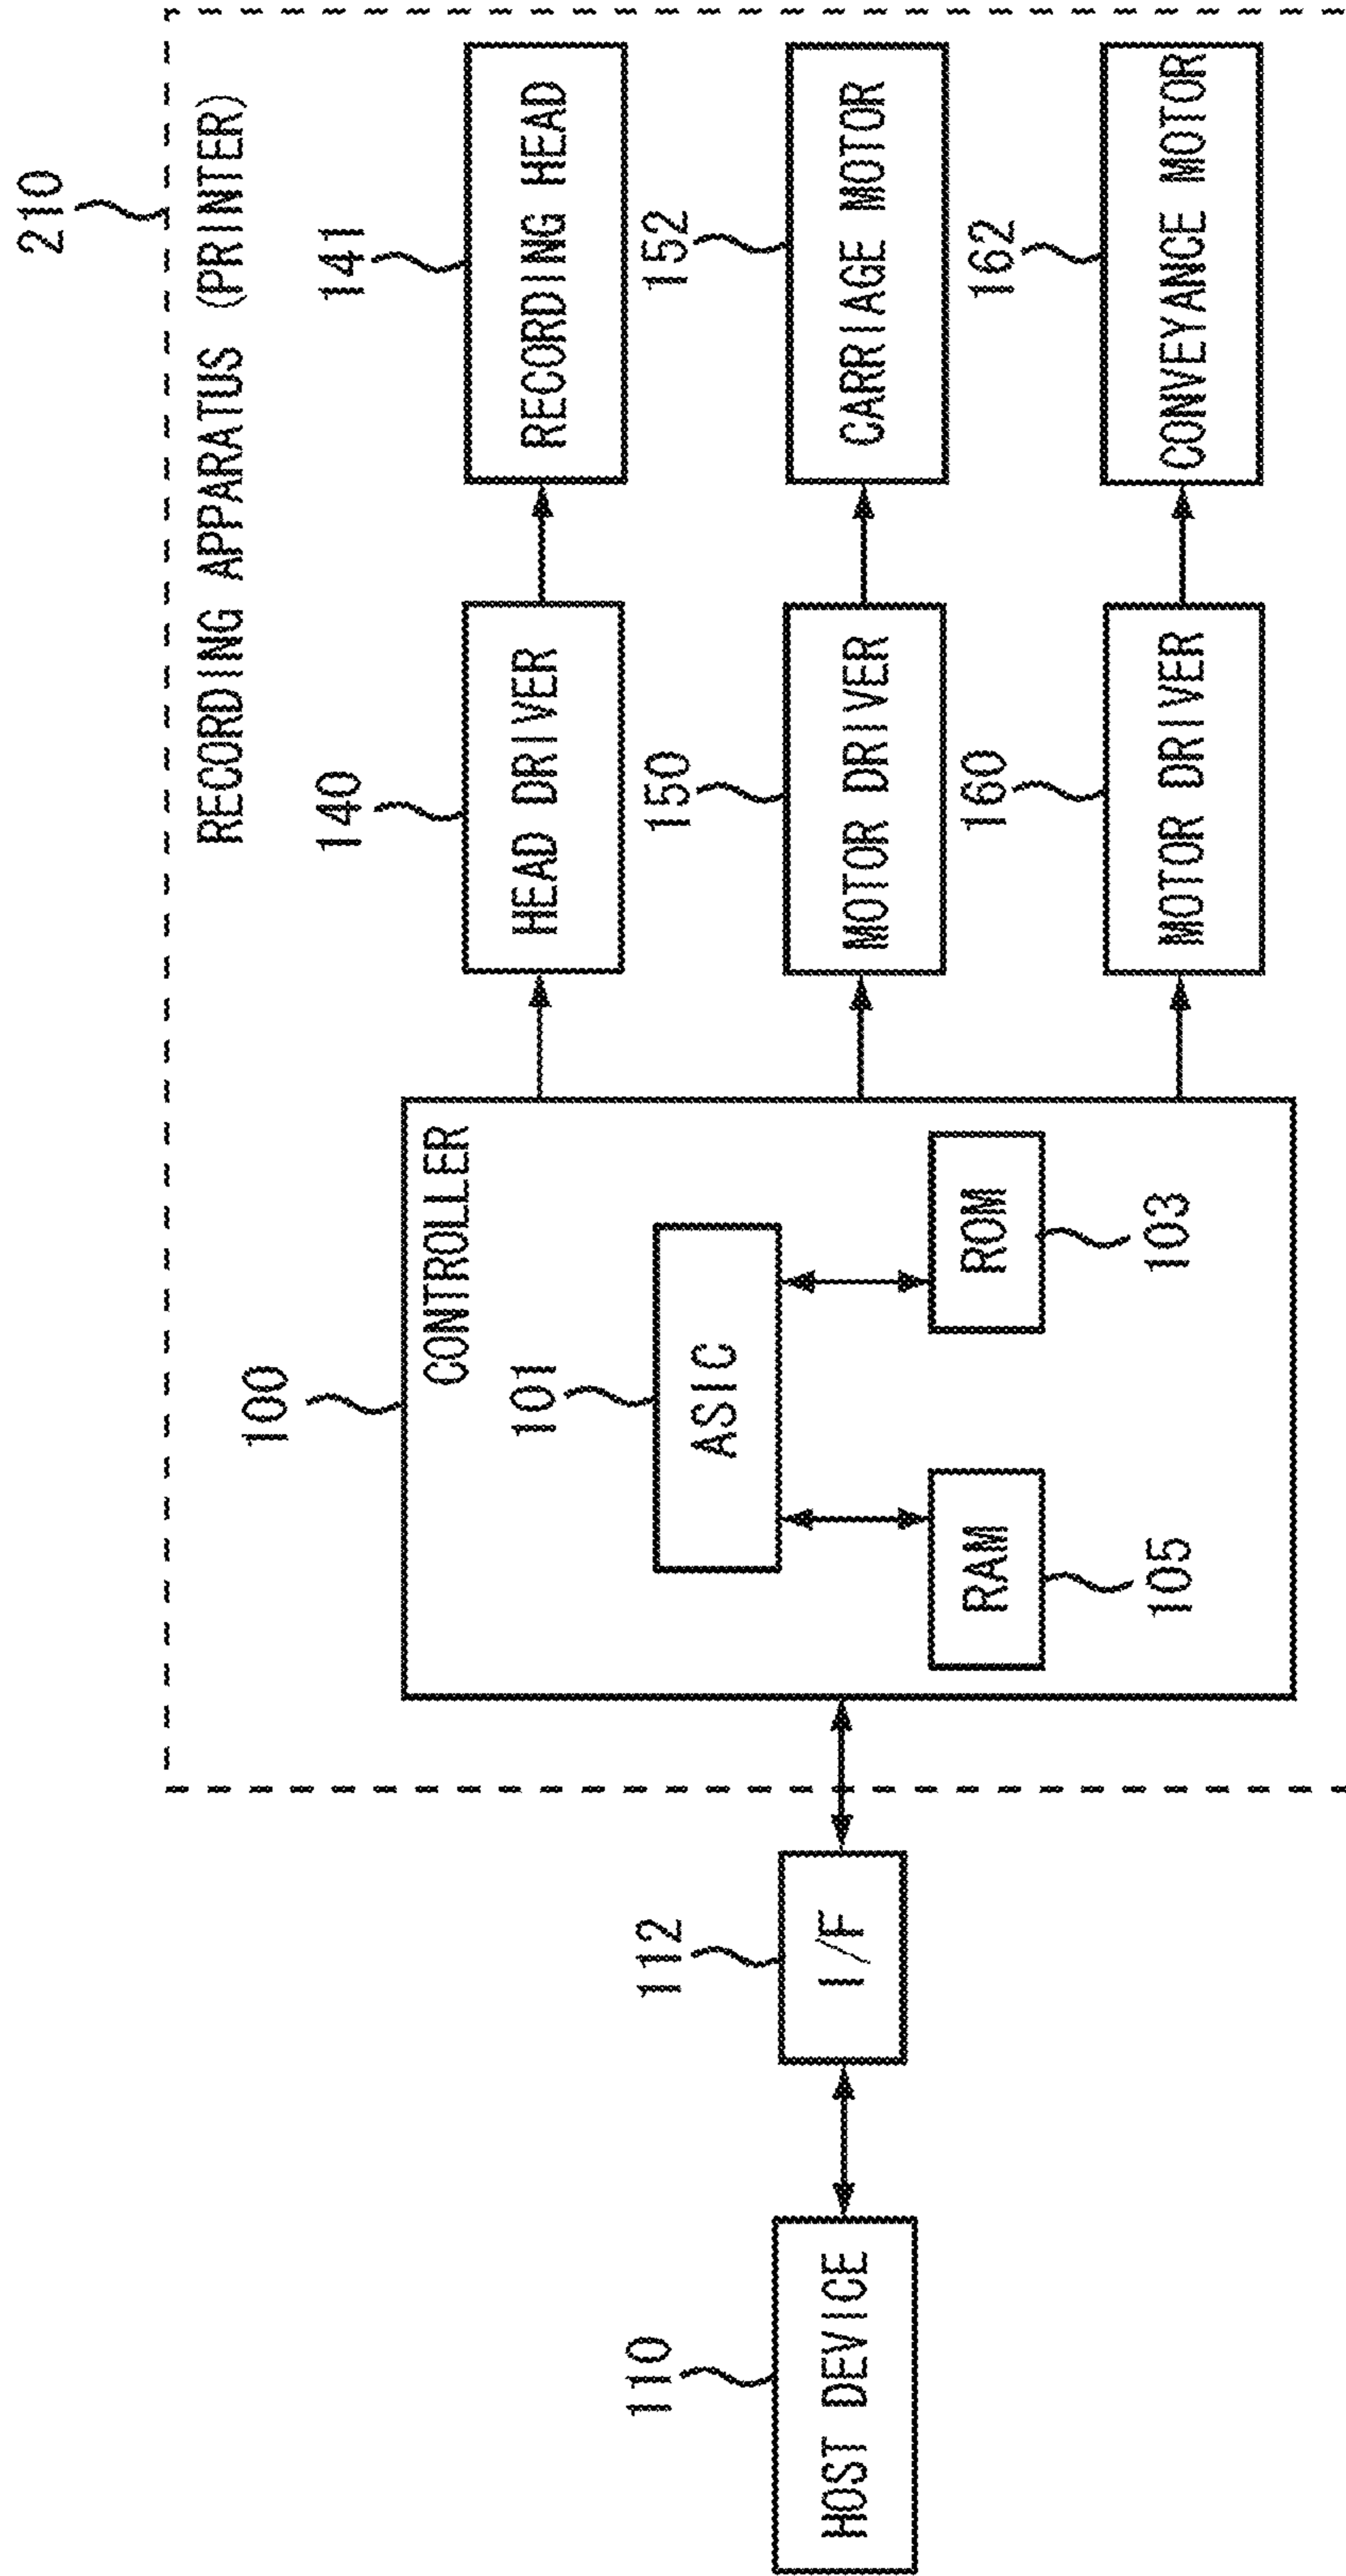 210
RECORDING APPARATUS (PRINTER)
100
CONTROLLER
101
ASIC
RAM
105
ROM
103
110
HOST DEVICE
112
I/F
140
HEAD DRIVER
141
RECORDING HEAD
150
MOTOR DRIVER
152
CARRIAGE MOTOR
160
MOTOR DRIVER
162
CONVEYANCE MOTOR